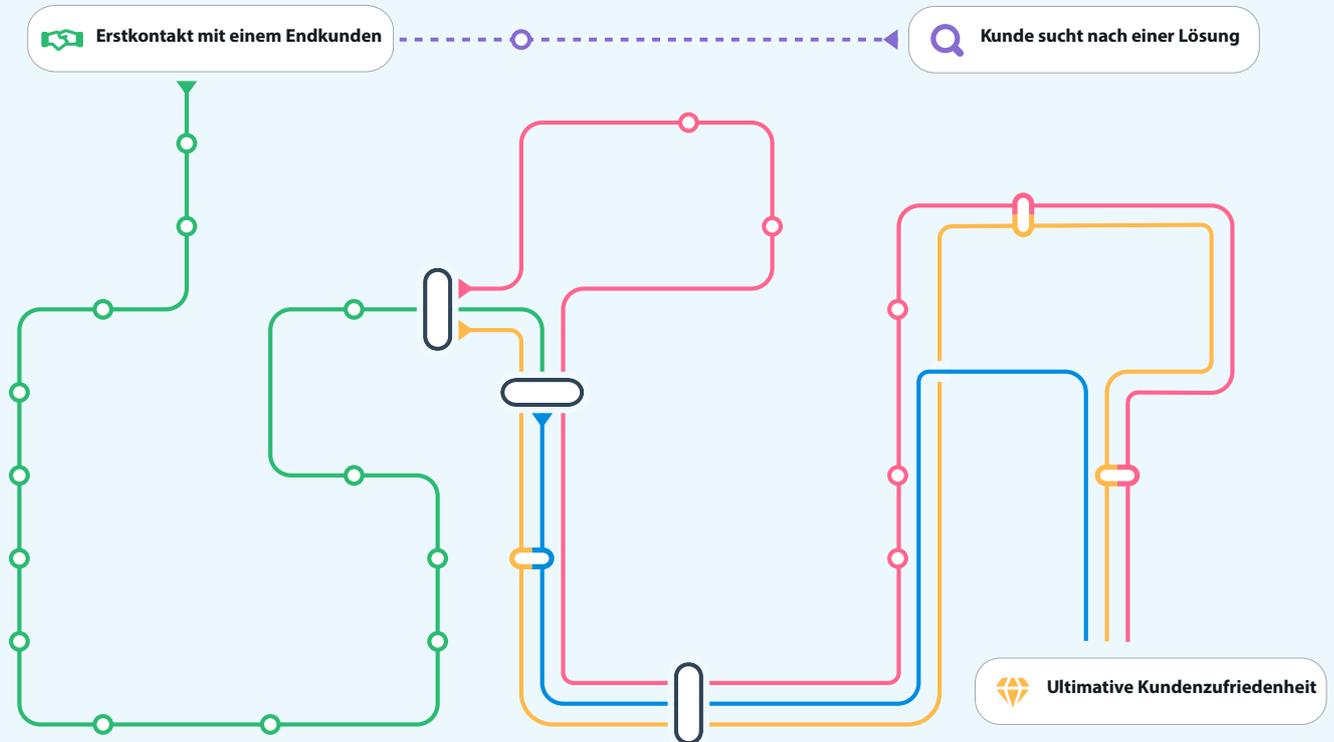 Erstkontakt mit einem Endkunden
Kunde sucht nach einer Lösung
Ultimative Kundenzufriedenheit